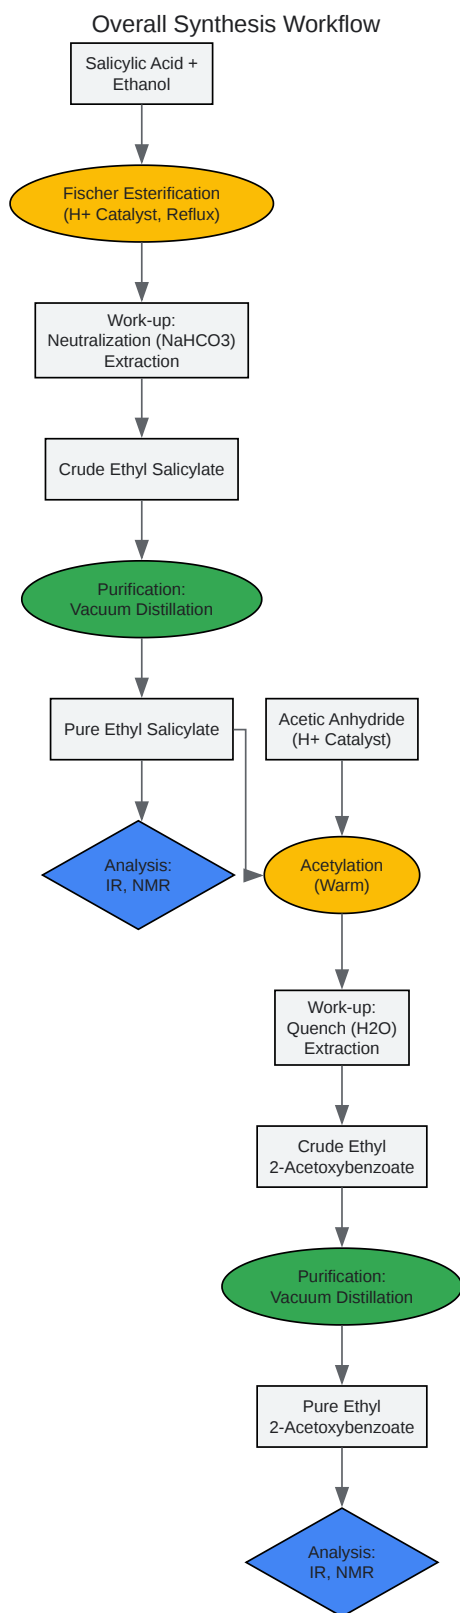 Overall Synthesis Workflow
Salicylic Acid +
Ethanol
Fischer Esterification
(H+ Catalyst, Reflux)
Work-up:
Neutralization (NaHCO3)
Extraction
Crude Ethyl Salicylate
Purification:
Vacuum Distillation
Pure Ethyl Salicylate
Acetic Anhydride
(H+ Catalyst)
Analysis:
IR, NMR
Acetylation
(Warm)
Work-up:
Quench (H2O)
Extraction
Crude Ethyl
2-Acetoxybenzoate
Purification:
Vacuum Distillation
Pure Ethyl
2-Acetoxybenzoate
Analysis:
IR, NMR